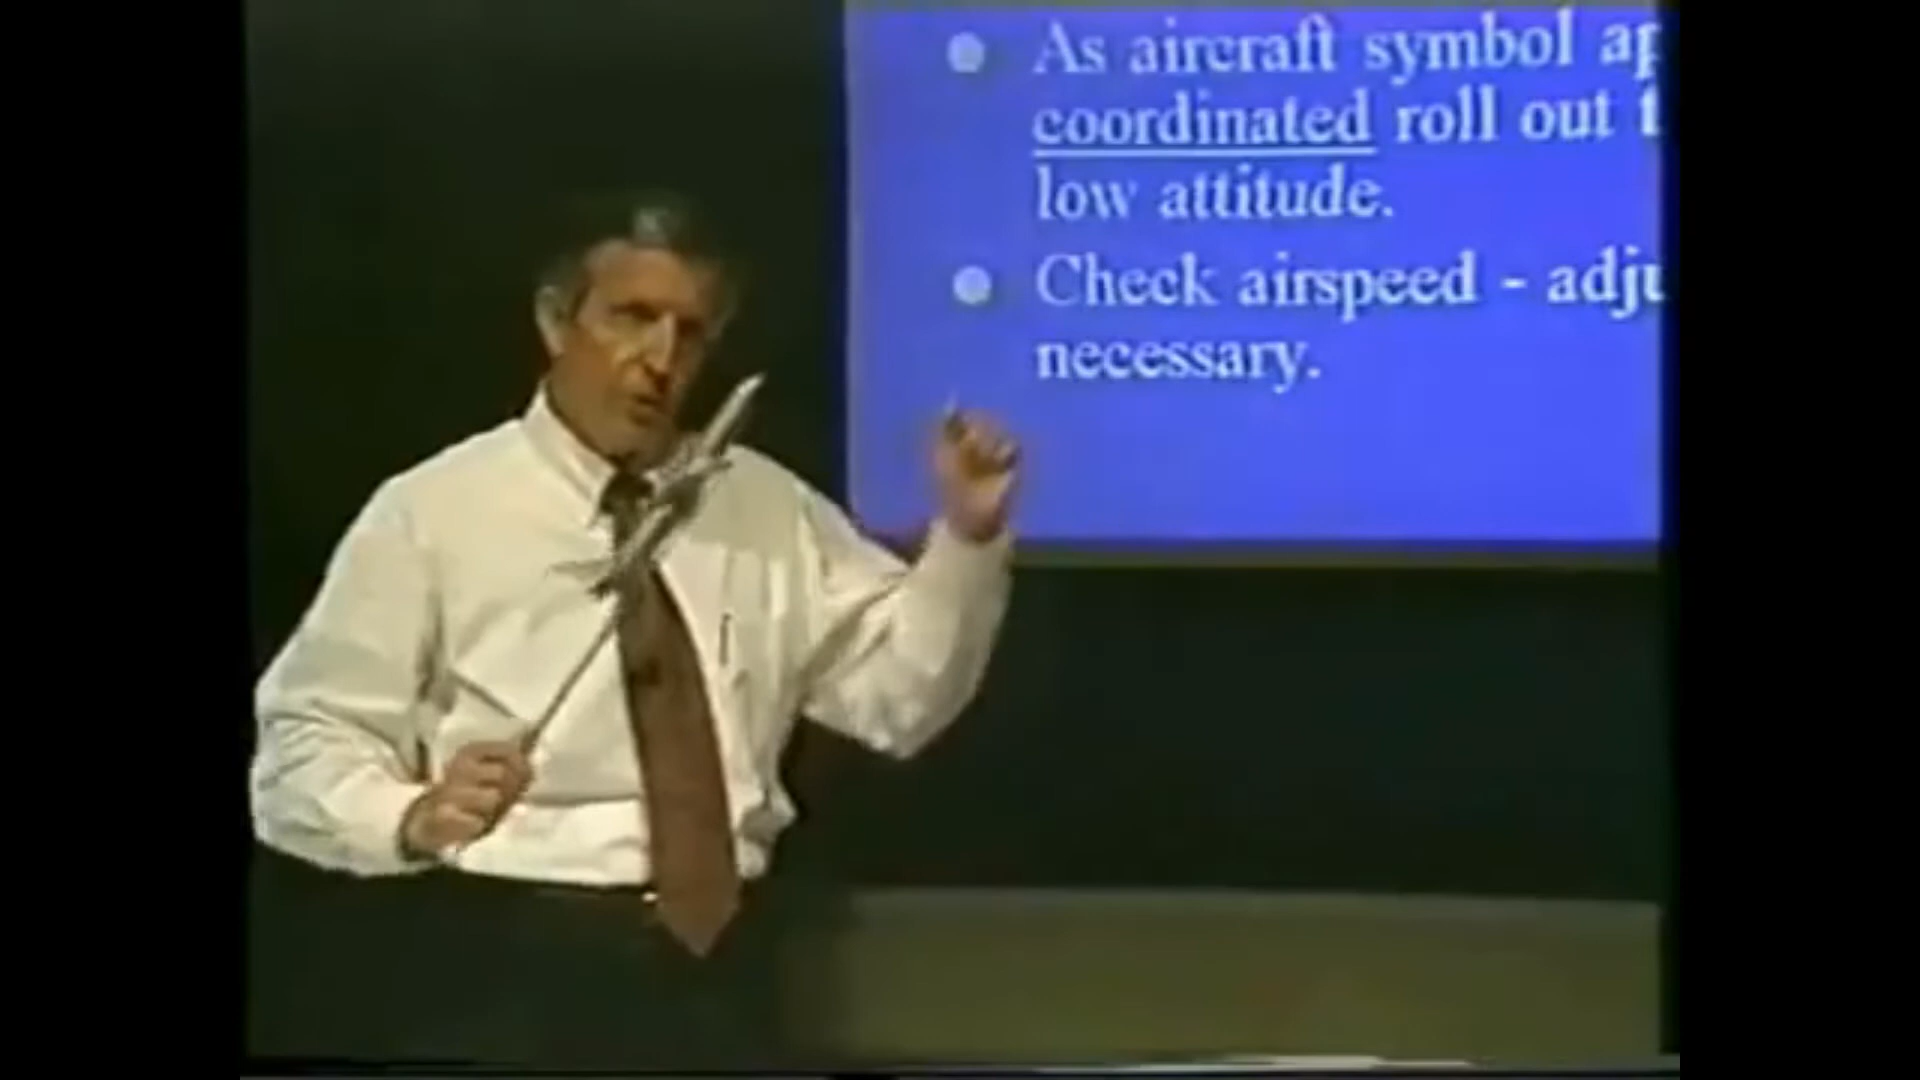 As aircraft symbol ap
coordinated roll out t
low attitude.
Check airspeed - adju
necessary.